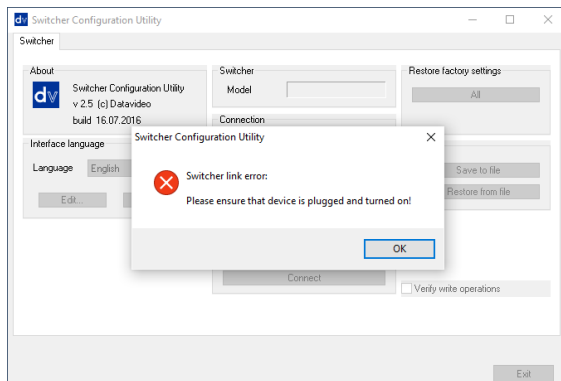 dv Switcher Configuration Utility
Switcher
About
dv
Switcher Configuration Utility
v 2.5 (c) Datavideo
build 16.07.2016
Interface language
Language English
Edit...
Switcher
Model
Connection
Connect
Restore factory settings
All
Save to file
Restore from file
Verify write operations
Exit
Switcher Configuration Utility
Switcher link error:
Please ensure that device is plugged and turned on!
OK